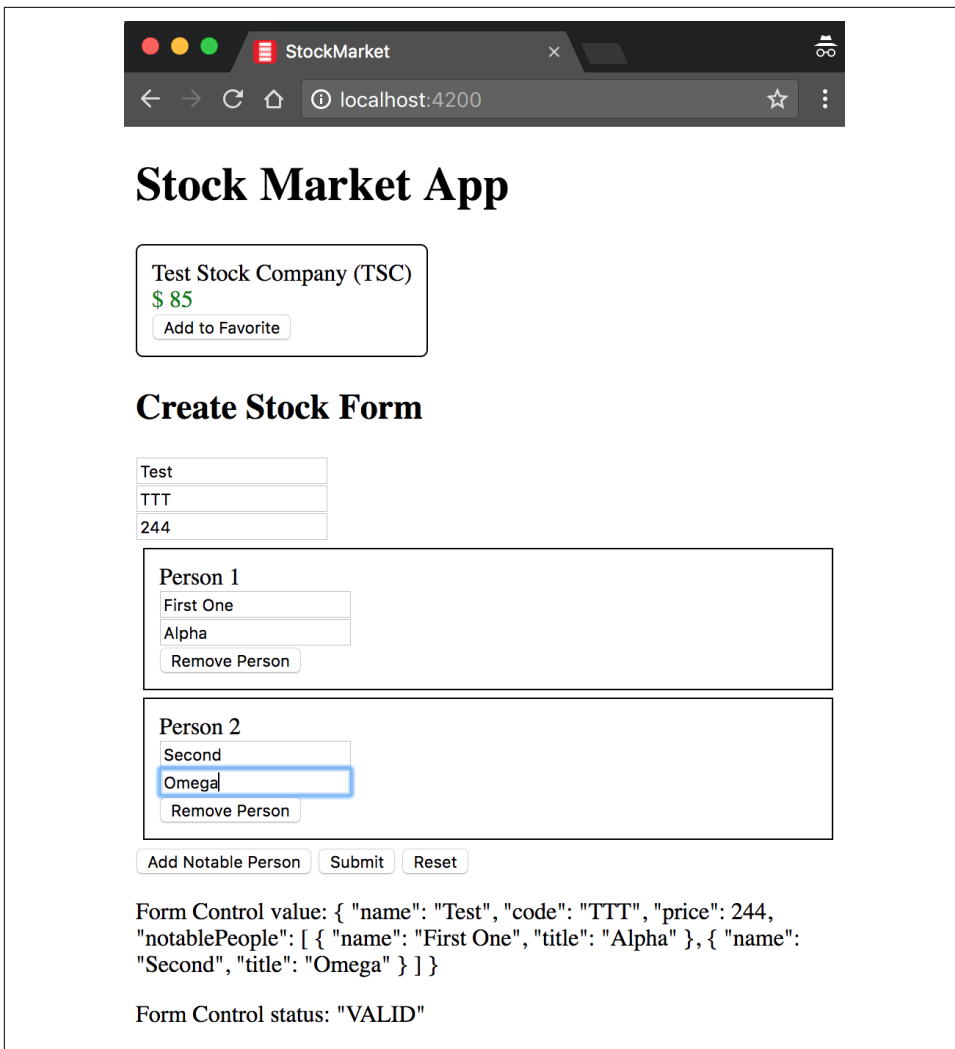 StockMarket
localhost:4200
Stock Market App
Test Stock Company (TSC)
$ 85
Add to Favorite
Create Stock Form
Test
TTT
244
Person 1
First One
Alpha
Remove Person
Person 2
Second
Omega
Remove Person
Add Notable Person Submit Reset
Form Control value: { "name": "Test", "code": "TTT", "price": 244,
"notablePeople": [ { "name": "First One", "title": "Alpha" }, { "name":
"Second", "title": "Omega" } ] }
Form Control status: "VALID"